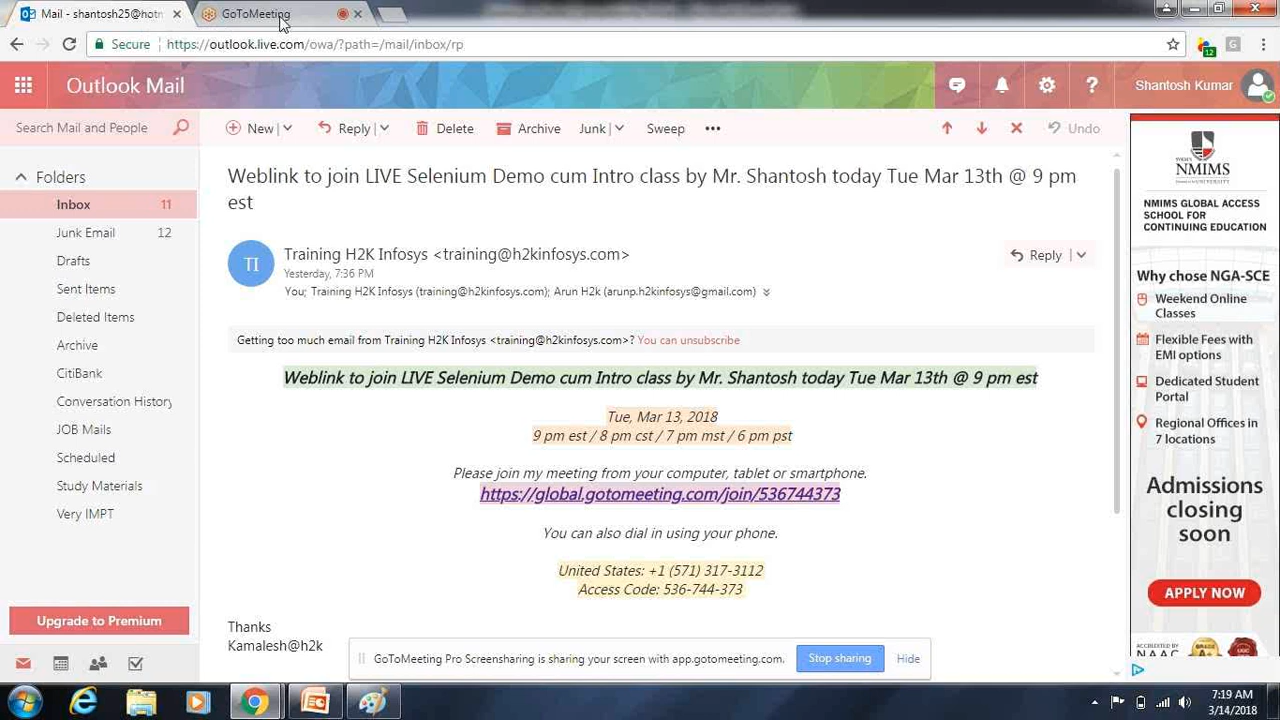 Mail - shantosh25@hotm
GoToMeeting
Secure
https://outlook.live.com/owa/?path=/mail/inbox/rp
12
G
Outlook Mail
Shantosh Kumar
Search Mail and People
New
Reply
Delete
Archive
Junk
Sweep
Undo
Folders
Inbox 11
Junk Email 12
Drafts
Sent Items
Deleted Items
Archive
CitiBank
Conversation History
JOB Mails
Scheduled
Study Materials
Very IMPT
Upgrade to Premium
Weblink to join LIVE Selenium Demo cum Intro class by Mr. Shantosh today Tue Mar 13th @ 9 pm
est
TI
Training H2K Infosys <training@h2kinfosys.com>
Yesterday, 7:36 PM
You; Training H2K Infosys (training@h2kinfosys.com); Arun H2k (arunp.h2kinfosys@gmail.com)
Reply
Getting too much email from Training H2K Infosys <training@h2kinfosys.com>? You can unsubscribe
Weblink to join LIVE Selenium Demo cum Intro class by Mr. Shantosh today Tue Mar 13th @ 9 pm est
Tue, Mar 13, 2018
9 pm est / 8 pm cst / 7 pm mst / 6 pm pst
Please join my meeting from your computer, tablet or smartphone.
https://global.gotomeeting.com/join/536744373
You can also dial in using your phone.
United States: +1 (571) 317-3112
Access Code: 536-744-373
Thanks
Kamalesh@h2k
GoToMeeting Pro Screensharing is sharing your screen with app.gotomeeting.com.
Stop sharing
Hide
NMIMS
NMIMS GLOBAL ACCESS
SCHOOL FOR
CONTINUING EDUCATION
Why chose NGA-SCE
Weekend Online
Classes
Flexible Fees with
EMI options
Dedicated Student
Portal
Regional Offices in
7 locations
Admissions
closing
soon
APPLY NOW
ACCREDITED BY
NAAC
7:19 AM
3/14/2018